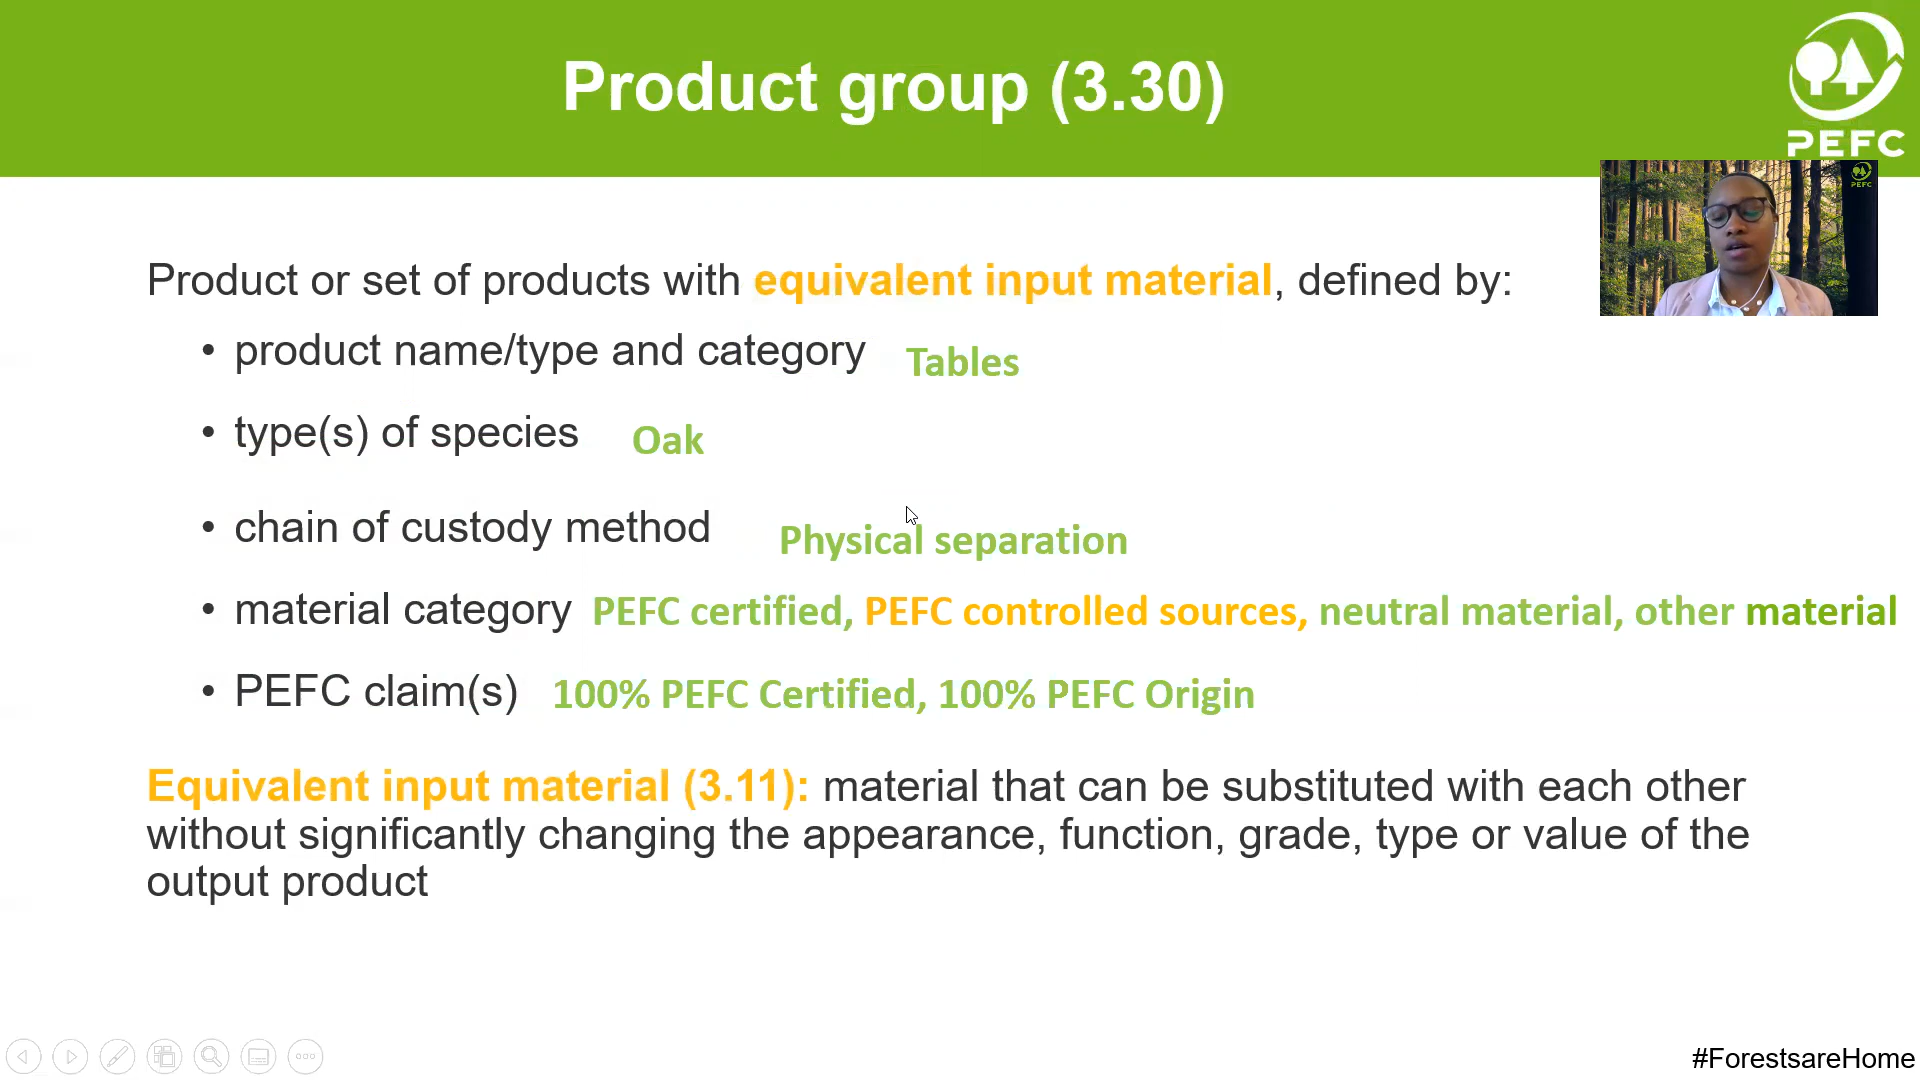 Product group (3.30)
PEFC
PEFC
Product or set of products with equivalent input material, defined by:
• product name/type and category Tables
• type(s) of species Oak
• chain of custody method Physical separation
• material category PEFC certified, PEFC controlled sources, neutral material, other material
• PEFC claim(s) 100% PEFC Certified, 100% PEFC Origin
Equivalent input material (3.11): material that can be substituted with each other
without significantly changing the appearance, function, grade, type or value of the
output product
#ForestsareHome